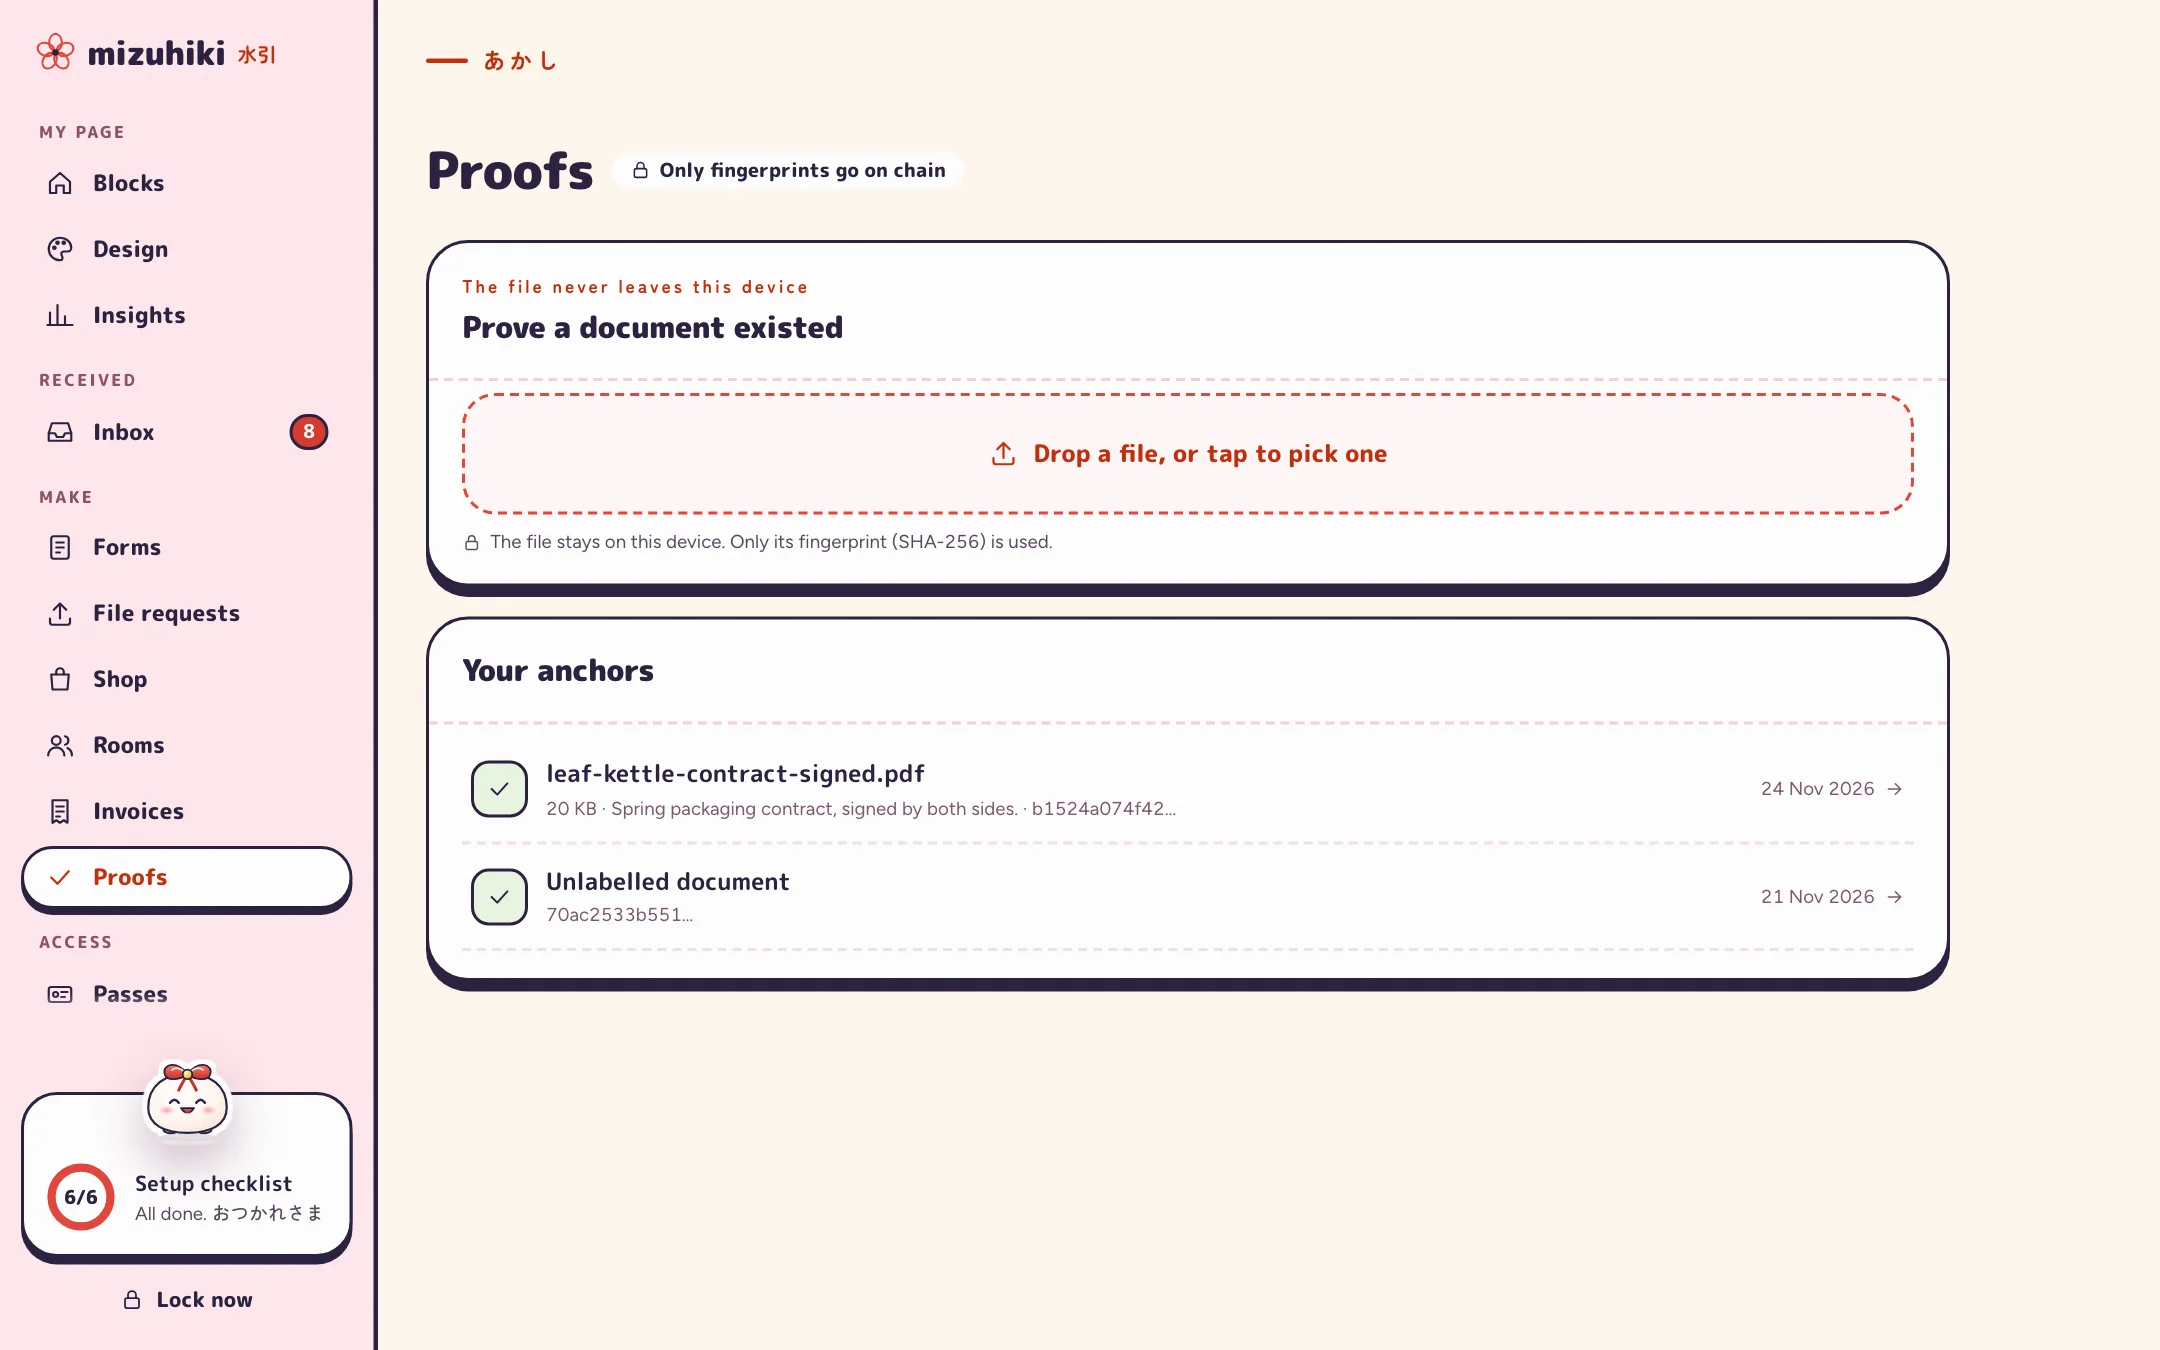 mizuhiki 水引
MY PAGE
Blocks
Design
Insights
RECEIVED
Inbox 8
MAKE
Forms
File requests
Shop
Rooms
Invoices
Proofs
ACCESS
Passes
6/6
Setup checklist
All done. おつかれさま
Lock now
あかし
Proofs
Only fingerprints go on chain
The file never leaves this device
Prove a document existed
Drop a file, or tap to pick one
The file stays on this device. Only its fingerprint (SHA-256) is used.
Your anchors
leaf-kettle-contract-signed.pdf
20 KB · Spring packaging contract, signed by both sides. · b1524a074f42…
24 Nov 2026 →
Unlabelled document
70ac2533b551…
21 Nov 2026 →